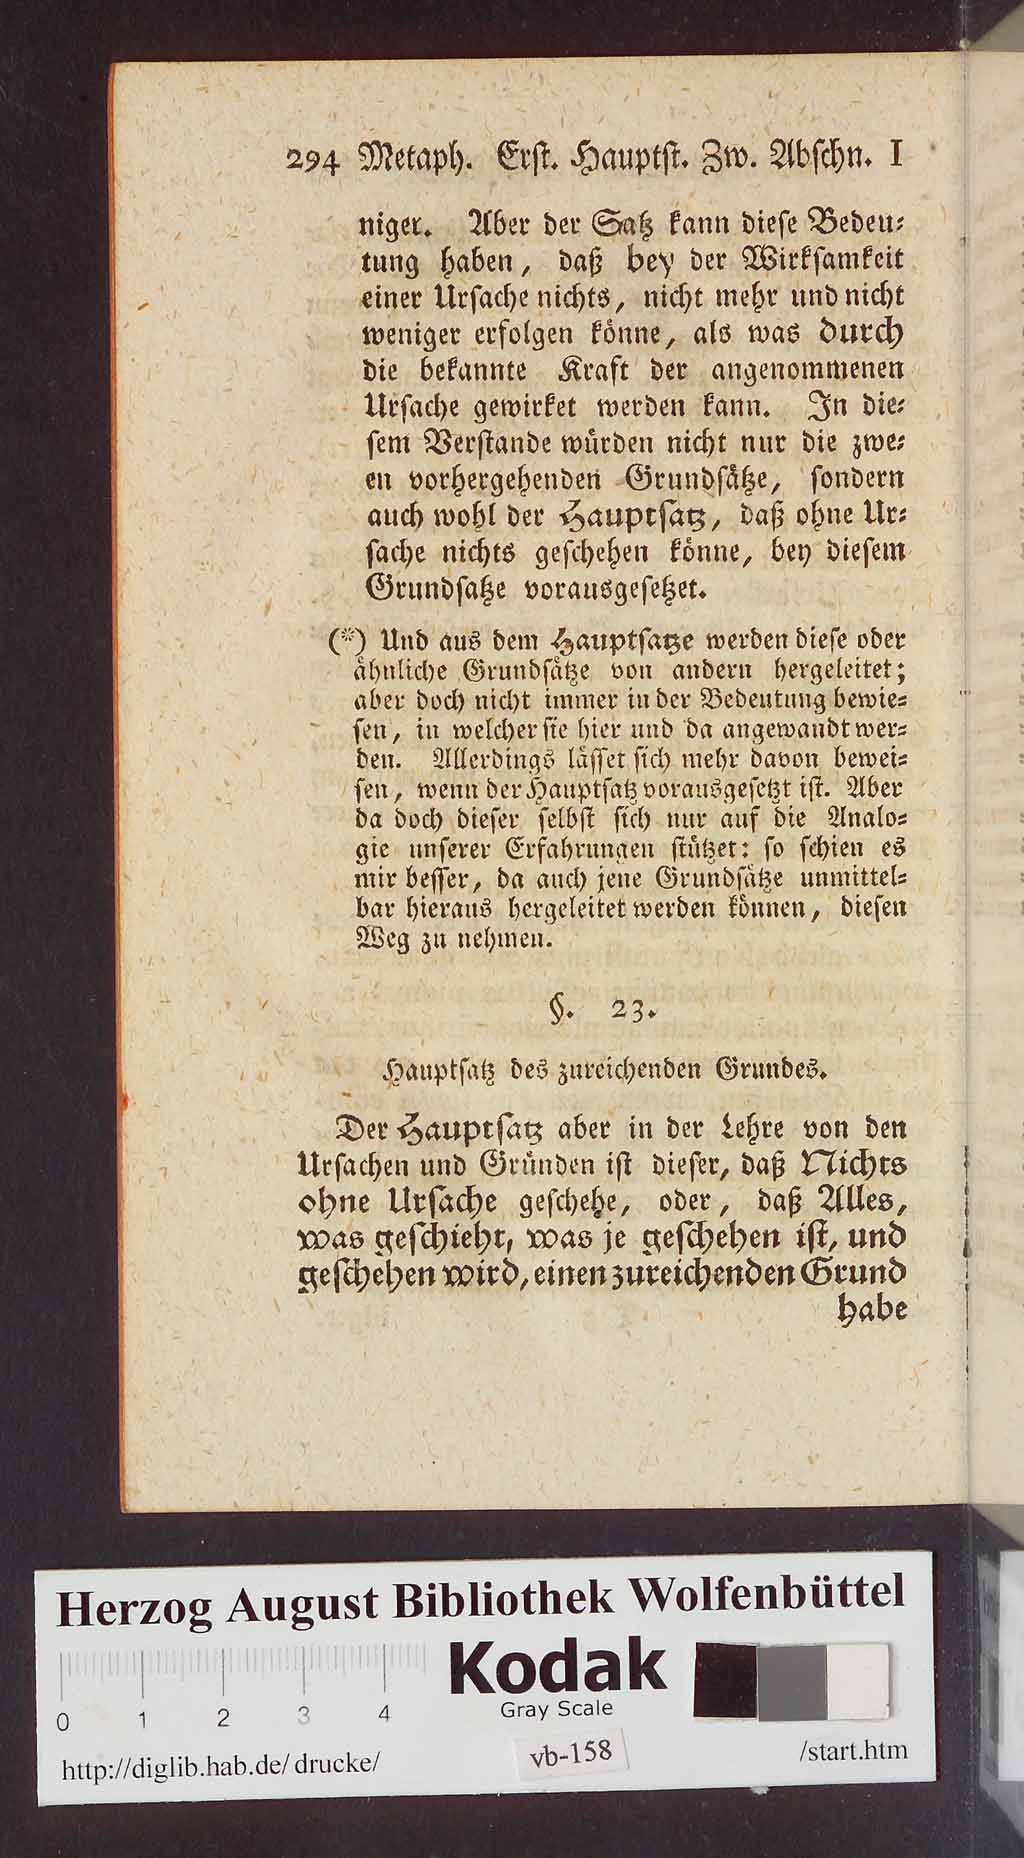 294 Metaph. Erst. Hauptst. Zw. Abschn. I
niger. Aber der Satz kann diese Bedeu-
tung haben, daß bey der Wirksamkeit
einer Ursache nichts, nicht mehr und nicht
weniger erfolgen könne, als was durch
die bekannte Kraft der angenommenen
Ursache gewirket werden kann. In die-
sem Verstande würden nicht nur die zwe-
en vorhergehenden Grundsätze, sondern
auch wohl der Hauptsatz, daß ohne Ur-
sache nichts geschehen könne, bey diesem
Grundsatze vorausgesetzet.
(*) Und aus dem Hauptsatze werden diese oder
ähnliche Grundsätze von andern hergeleitet;
aber doch nicht immer in der Bedeutung bewie-
sen, in welcher sie hier und da angewandt wer-
den. Allerdings lässet sich mehr davon bewei-
sen, wenn der Hauptsatz vorausgesetzt ist. Aber
da doch dieser selbst sich nur auf die Analo-
gie unserer Erfahrungen stützet: so schien es
mir besser, da auch jene Grundsätze unmittel-
bar hieraus hergeleitet werden können, diesen
Weg zu nehmen.
§. 23.
Hauptsatz des zureichenden Grundes.
Der Hauptsatz aber in der Lehre von den
Ursachen und Gründen ist dieser, daß Nichts
ohne Ursache geschehe, oder, daß Alles,
was geschieht, was je geschehen ist, und
geschehen wird, einen zureichenden Grund
habe
Herzog August Bibliothek Wolfenbüttel
Kodak
Gray Scale
0 1 2 3 4
http://diglib.hab.de/drucke/ vb-158 /start.htm